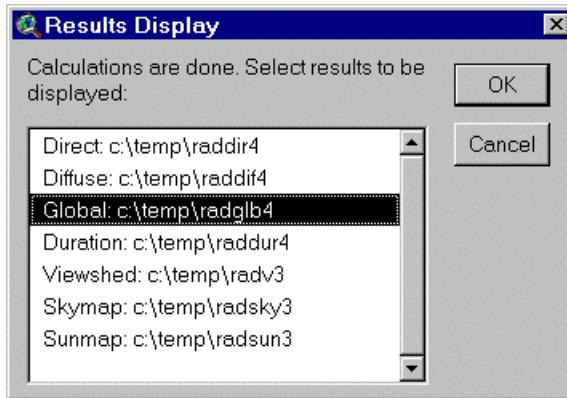 Results Display
Calculations are done. Select results to be
displayed:
OK
Cancel
Direct: c:\temp\raddir4
Diffuse: c:\temp\raddif4
Global: c:\temp\radglb4
Duration: c:\temp\raddur4
Viewshed: c:\temp\radv3
Skymap: c:\temp\radsky3
Sunmap: c:\temp\radsun3